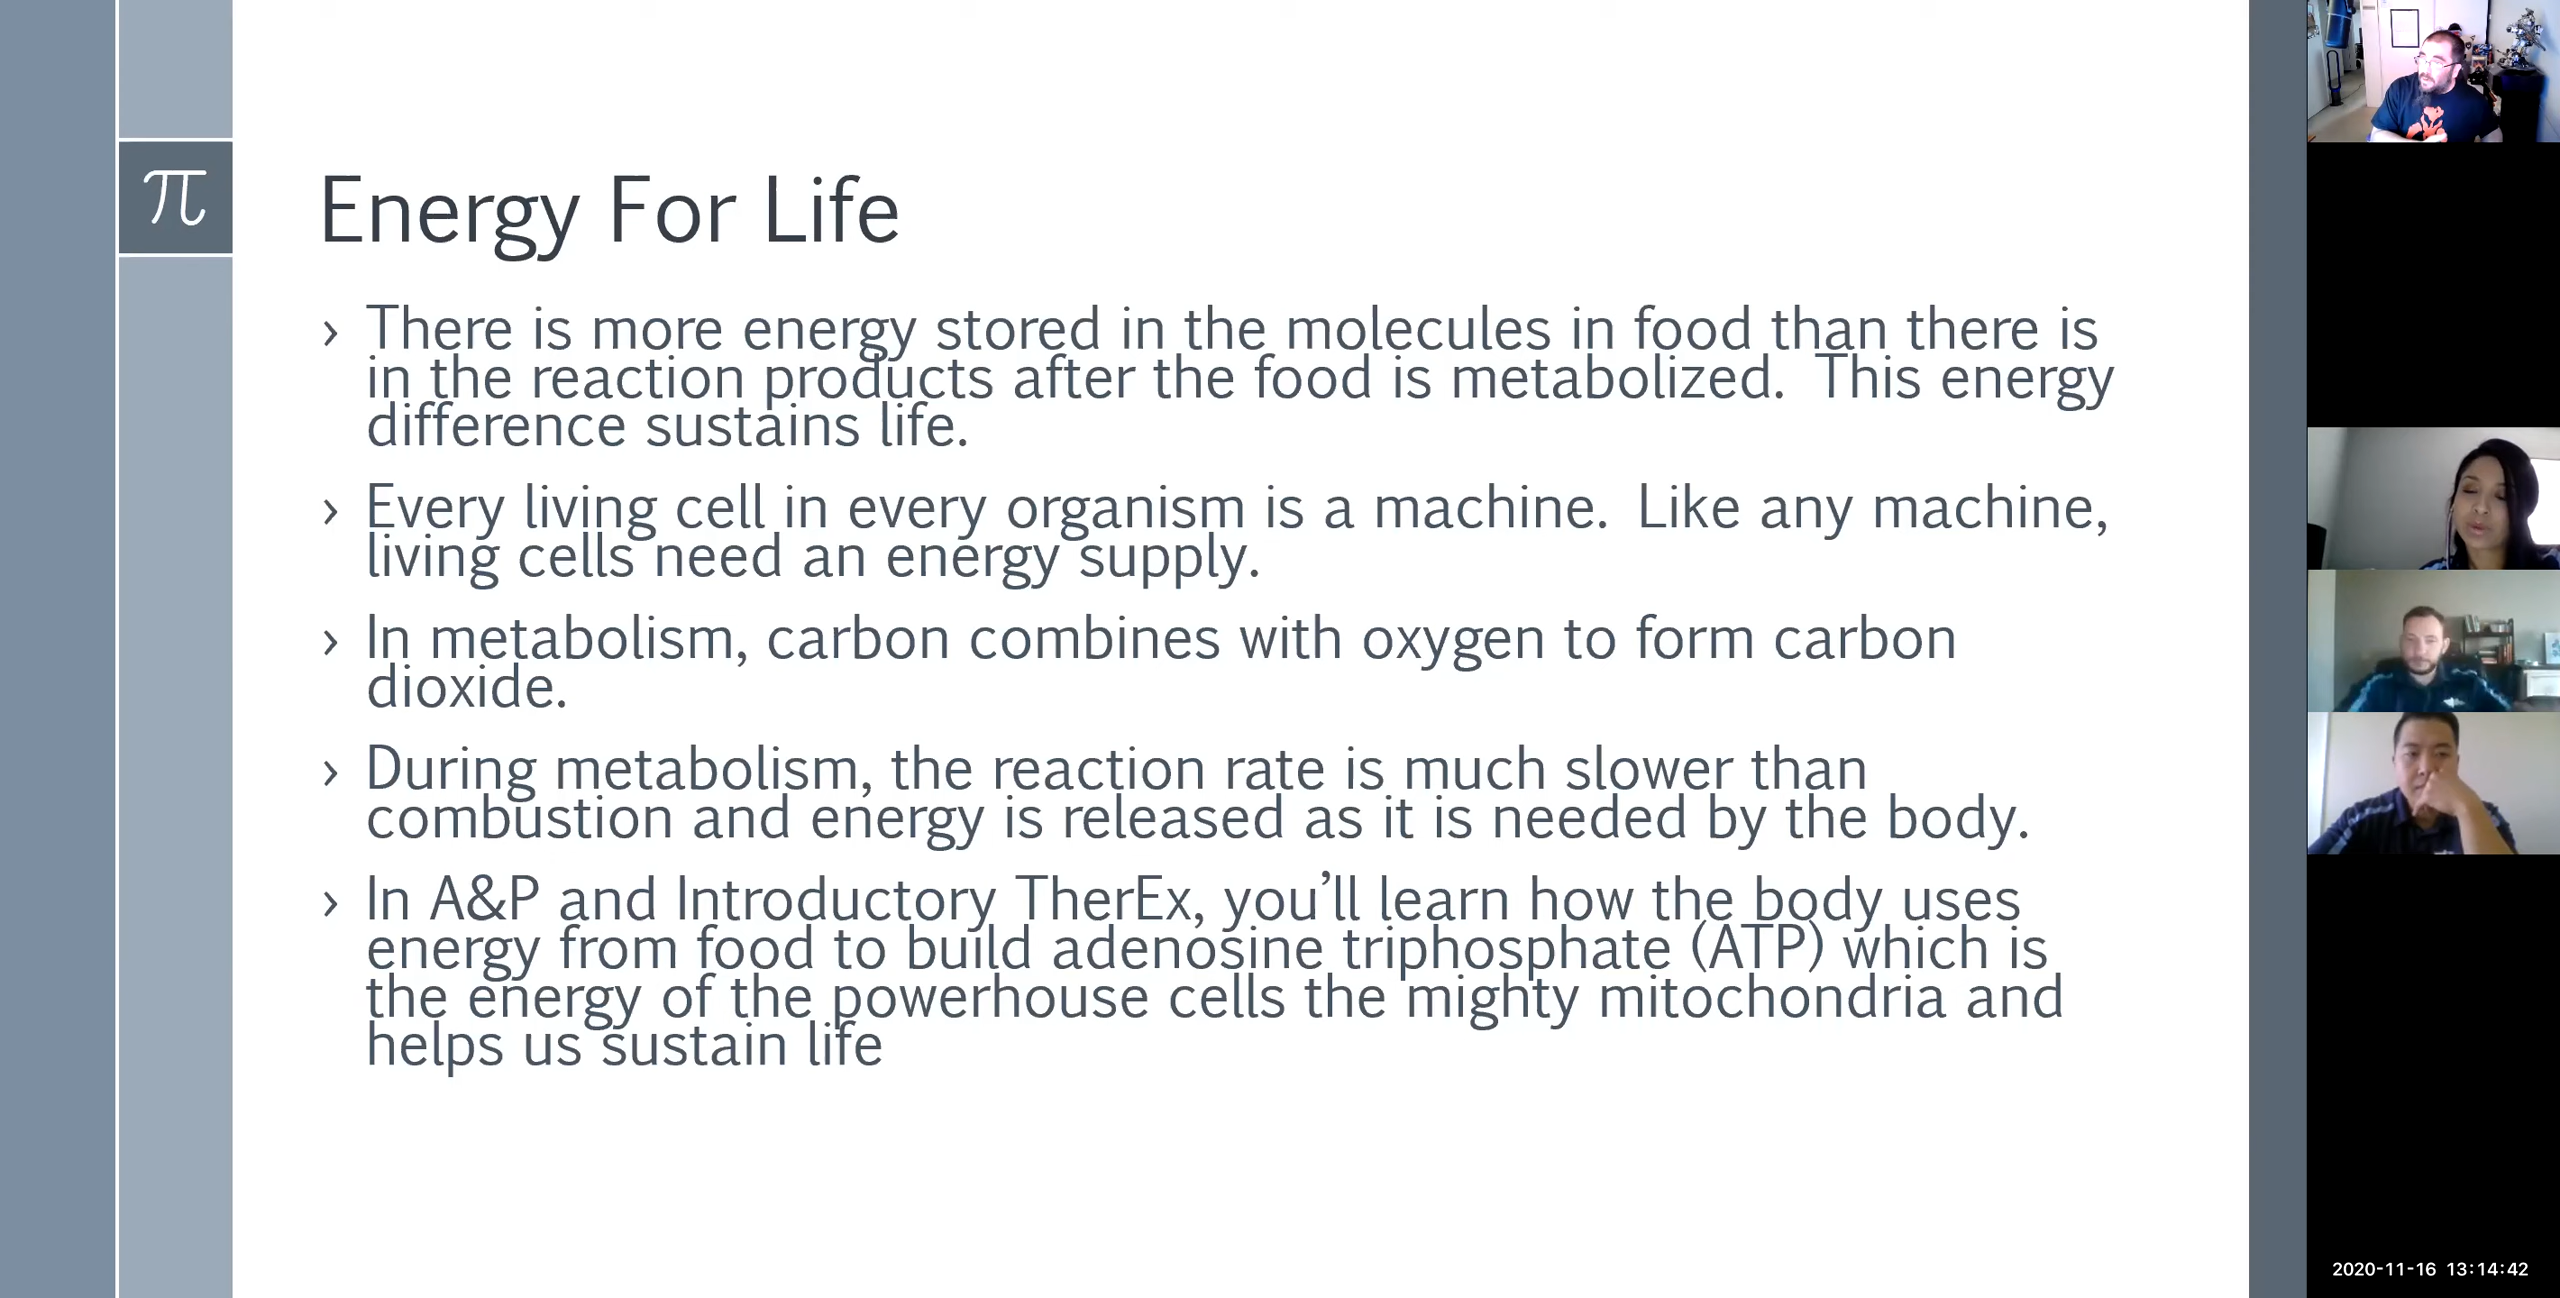 π
Energy For Life
› There is more energy stored in the molecules in food than there is
in the reaction products after the food is metabolized.  This energy
difference sustains life.
› Every living cell in every organism is a machine.  Like any machine,
living cells need an energy supply.
› In metabolism, carbon combines with oxygen to form carbon
dioxide.
› During metabolism, the reaction rate is much slower than
combustion and energy is released as it is needed by the body.
› In A&P and Introductory TherEx, you’ll learn how the body uses
energy from food to build adenosine triphosphate (ATP) which is
the energy of the powerhouse cells the mighty mitochondria and
helps us sustain life
2020-11-16 13:14:42